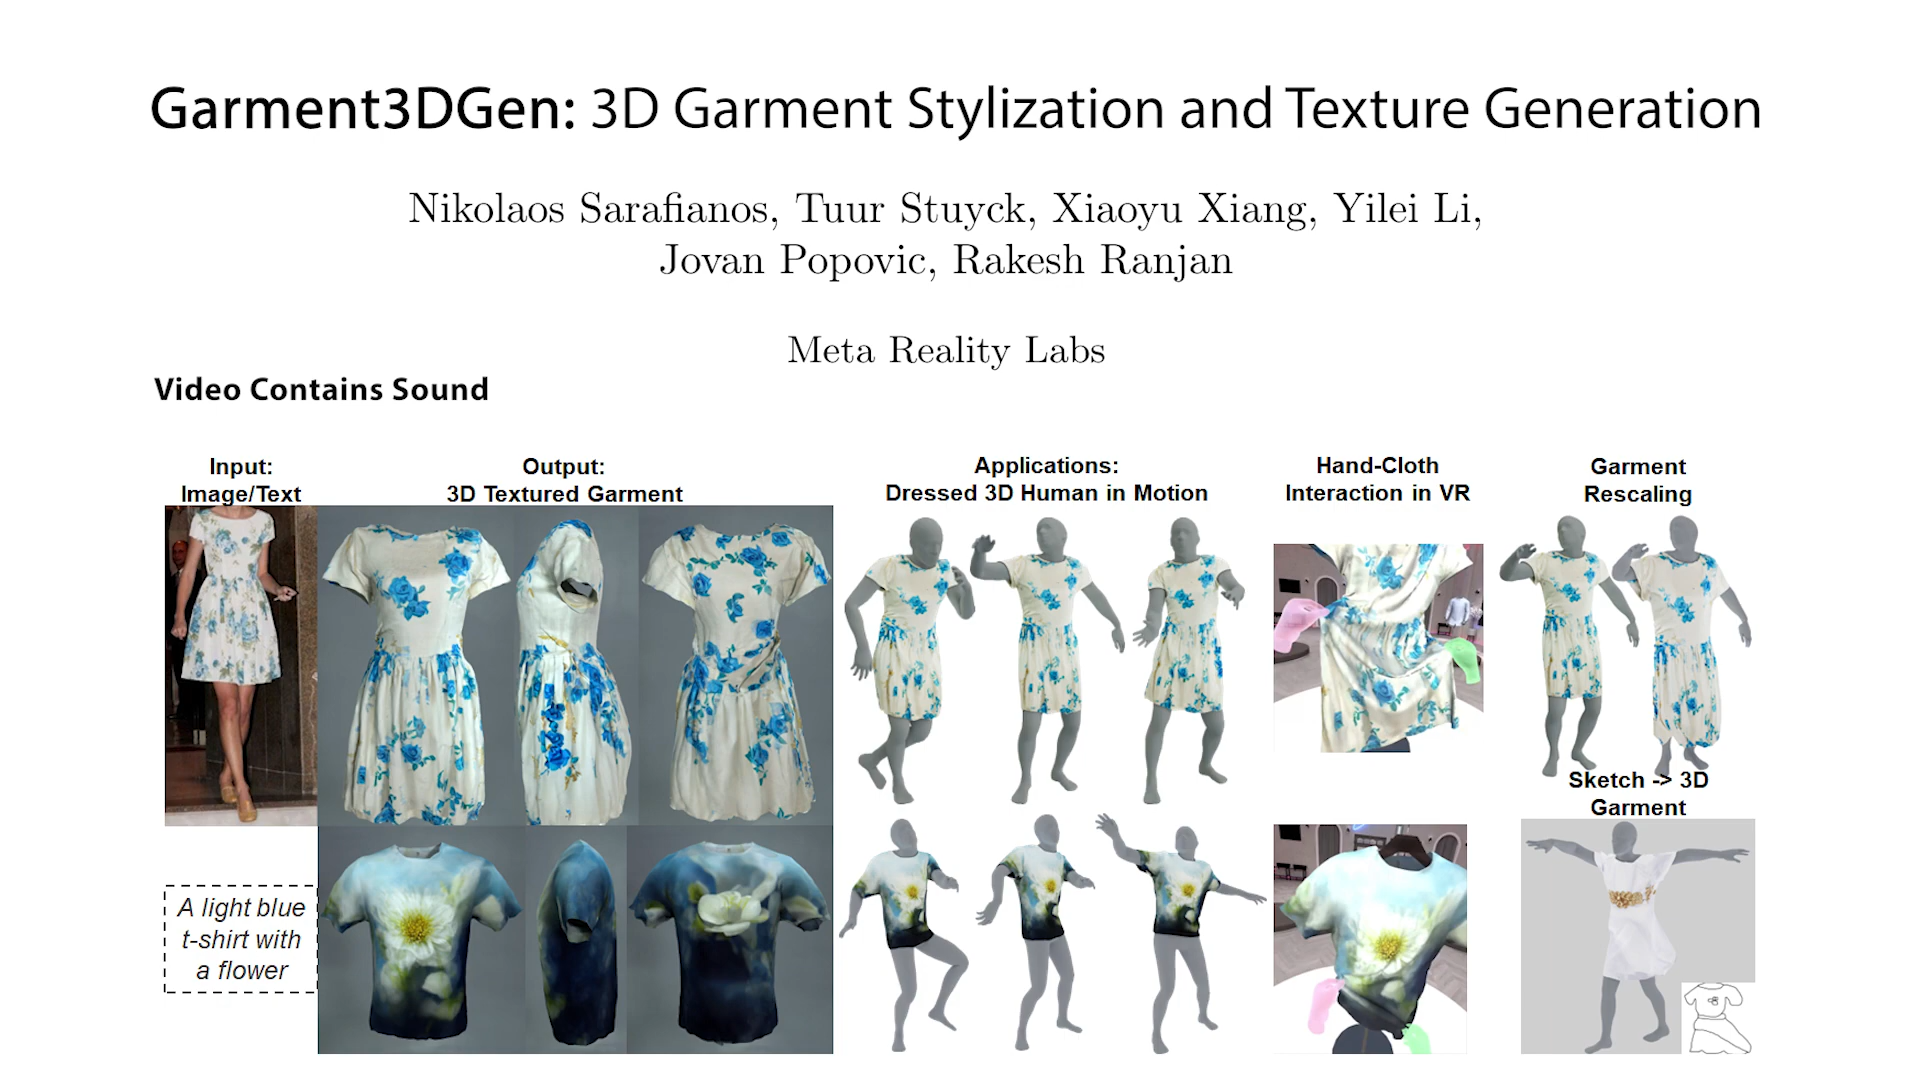 Garment3DGen: 3D Garment Stylization and Texture Generation
Nikolaos Sarafianos, Tuur Stuyck, Xiaoyu Xiang, Yilei Li,
Jovan Popovic, Rakesh Ranjan
Meta Reality Labs
Video Contains Sound
Input:
Image/Text
Output:
3D Textured Garment
Applications:
Dressed 3D Human in Motion
Hand-Cloth
Interaction in VR
Garment
Rescaling
Sketch -> 3D
Garment
A light blue
t-shirt with
a flower